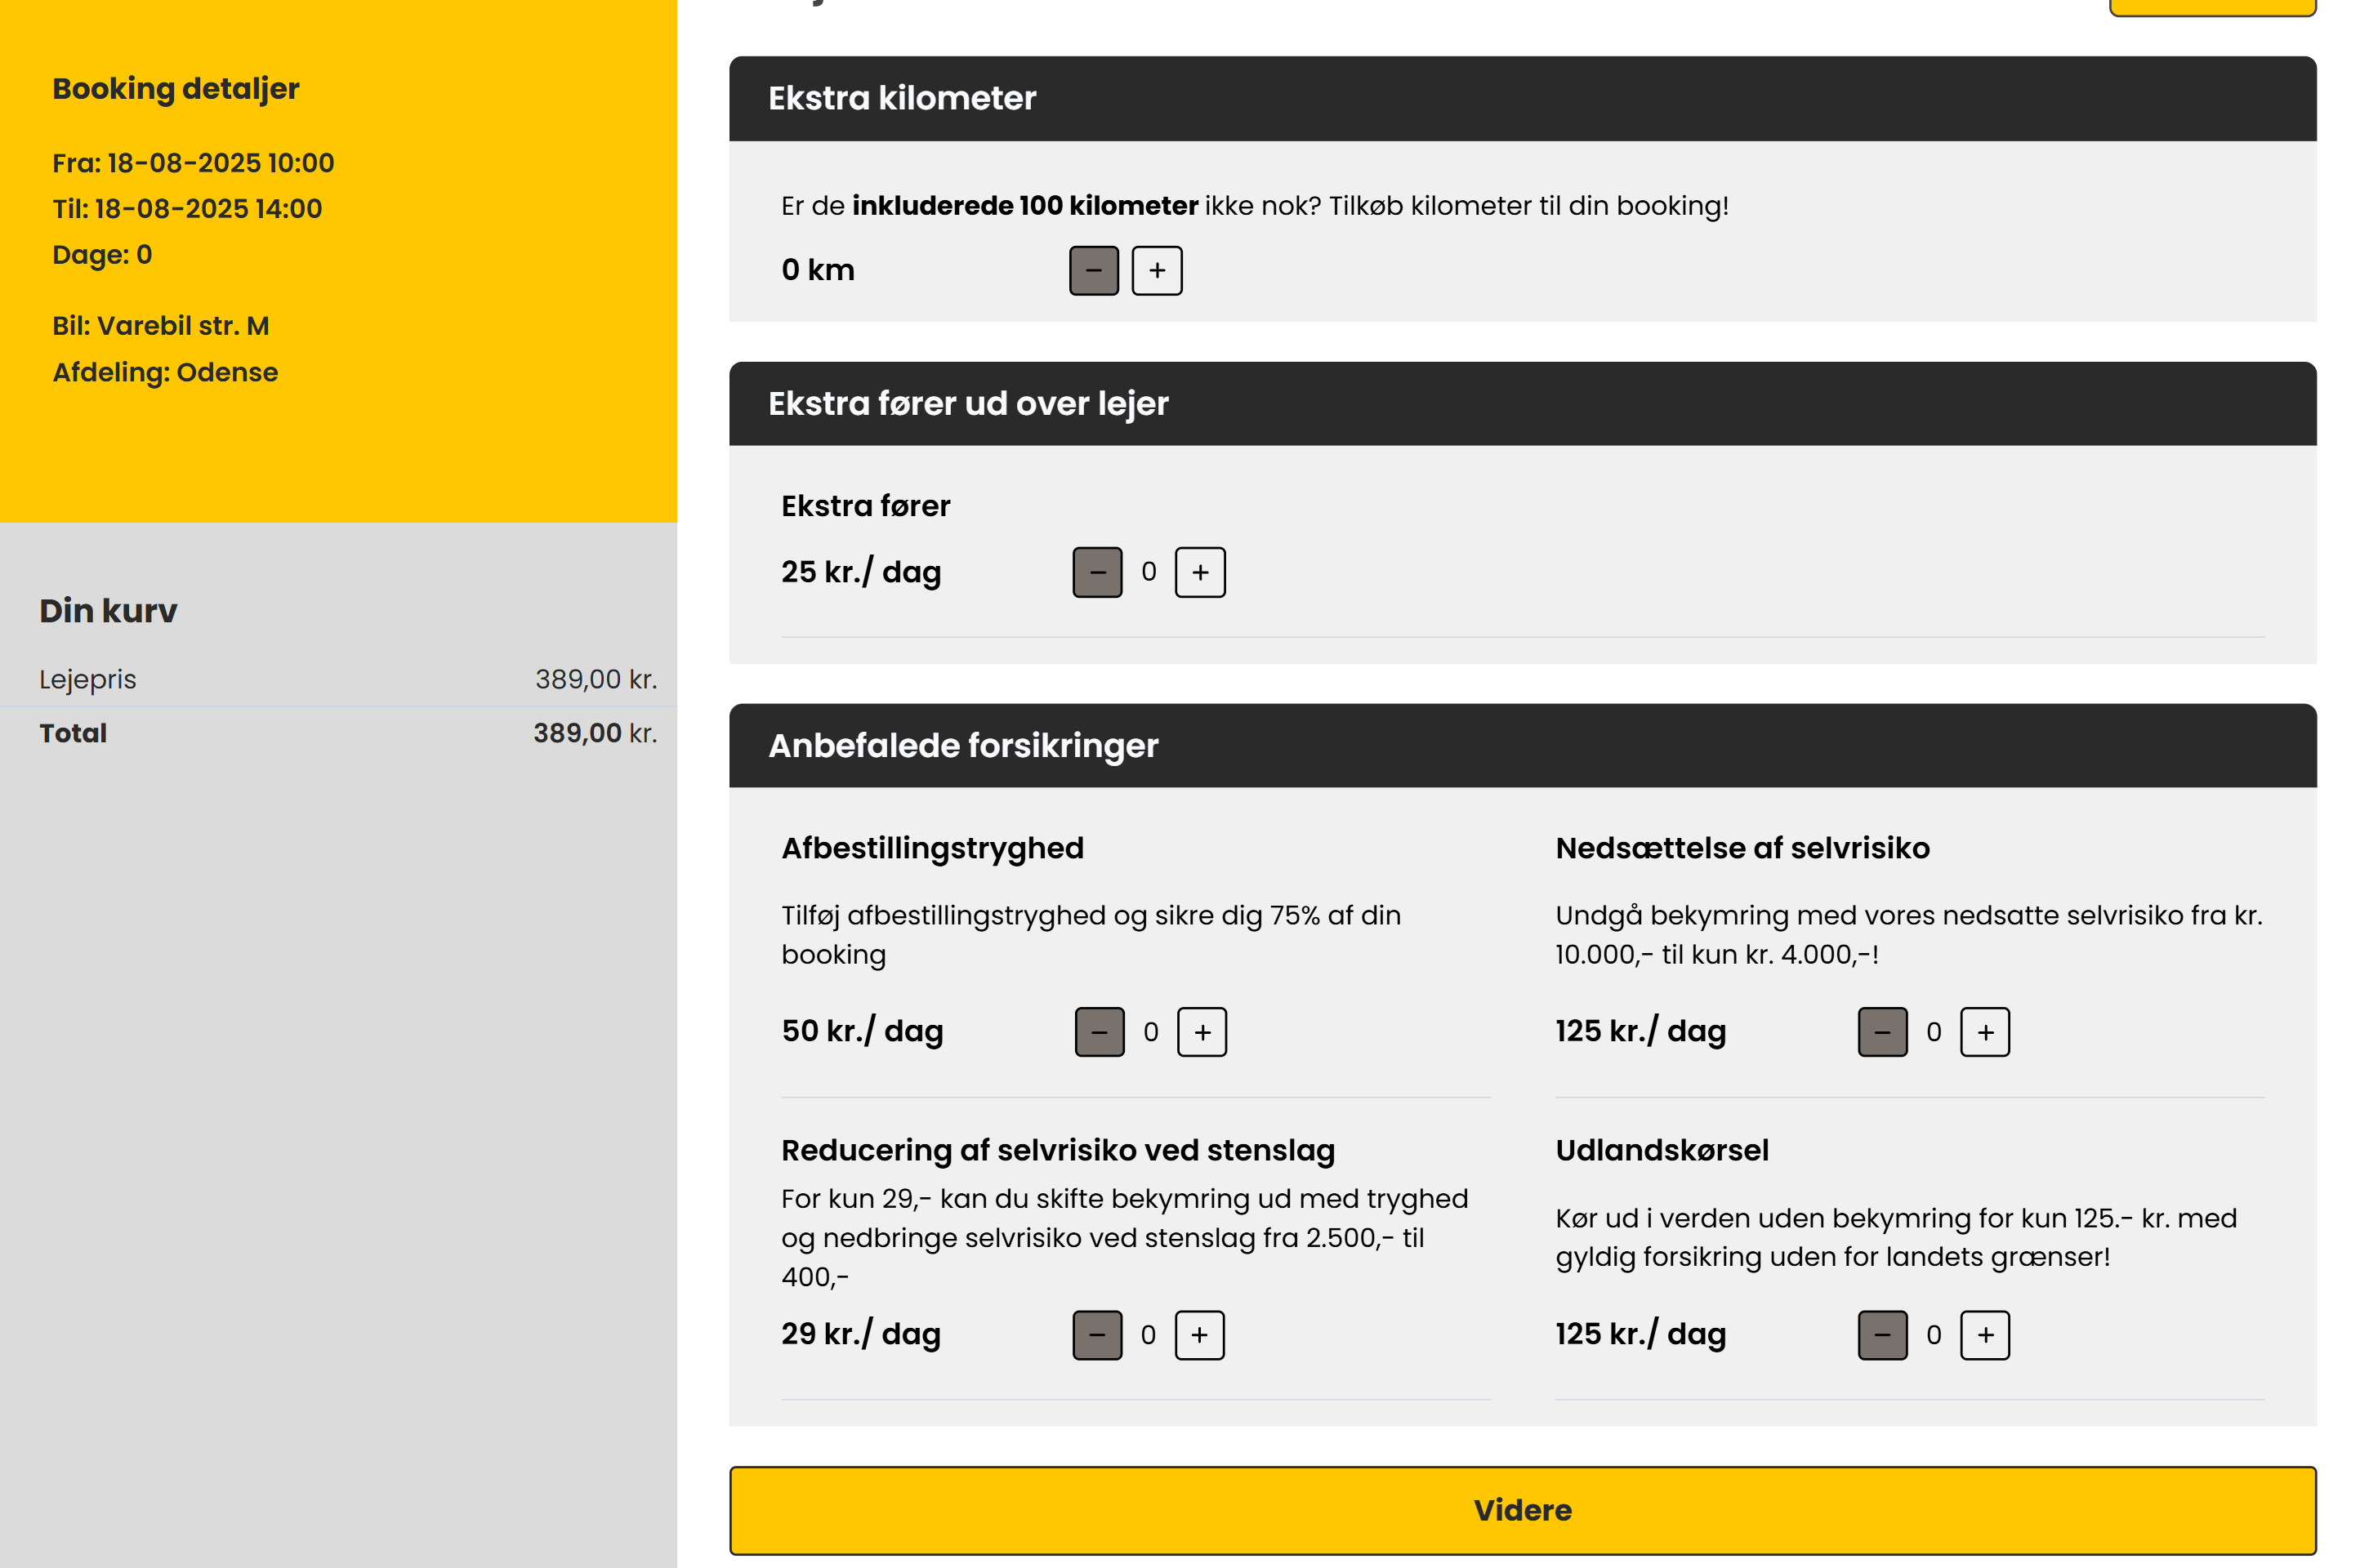 Booking detaljer
Fra: 18-08-2025 10:00
Til: 18-08-2025 14:00
Dage: 0
Bil: Varebil str. M
Afdeling: Odense
Din kurv
Lejepris 389,00 kr.
Total 389,00 kr.
Ekstra kilometer
Er de inkluderede 100 kilometer ikke nok? Tilkøb kilometer til din booking!
0 km − +
Ekstra fører ud over lejer
Ekstra fører
25 kr./ dag − 0 +
Anbefalede forsikringer
Afbestillingstryghed
Tilføj afbestillingstryghed og sikre dig 75% af din
booking
50 kr./ dag − 0 +
Nedsættelse af selvrisiko
Undgå bekymring med vores nedsatte selvrisiko fra kr.
10.000,- til kun kr. 4.000,-!
125 kr./ dag − 0 +
Reducering af selvrisiko ved stenslag
For kun 29,- kan du skifte bekymring ud med tryghed
og nedbringe selvrisiko ved stenslag fra 2.500,- til
400,-
29 kr./ dag − 0 +
Udlandskørsel
Kør ud i verden uden bekymring for kun 125.- kr. med
gyldig forsikring uden for landets grænser!
125 kr./ dag − 0 +
Videre